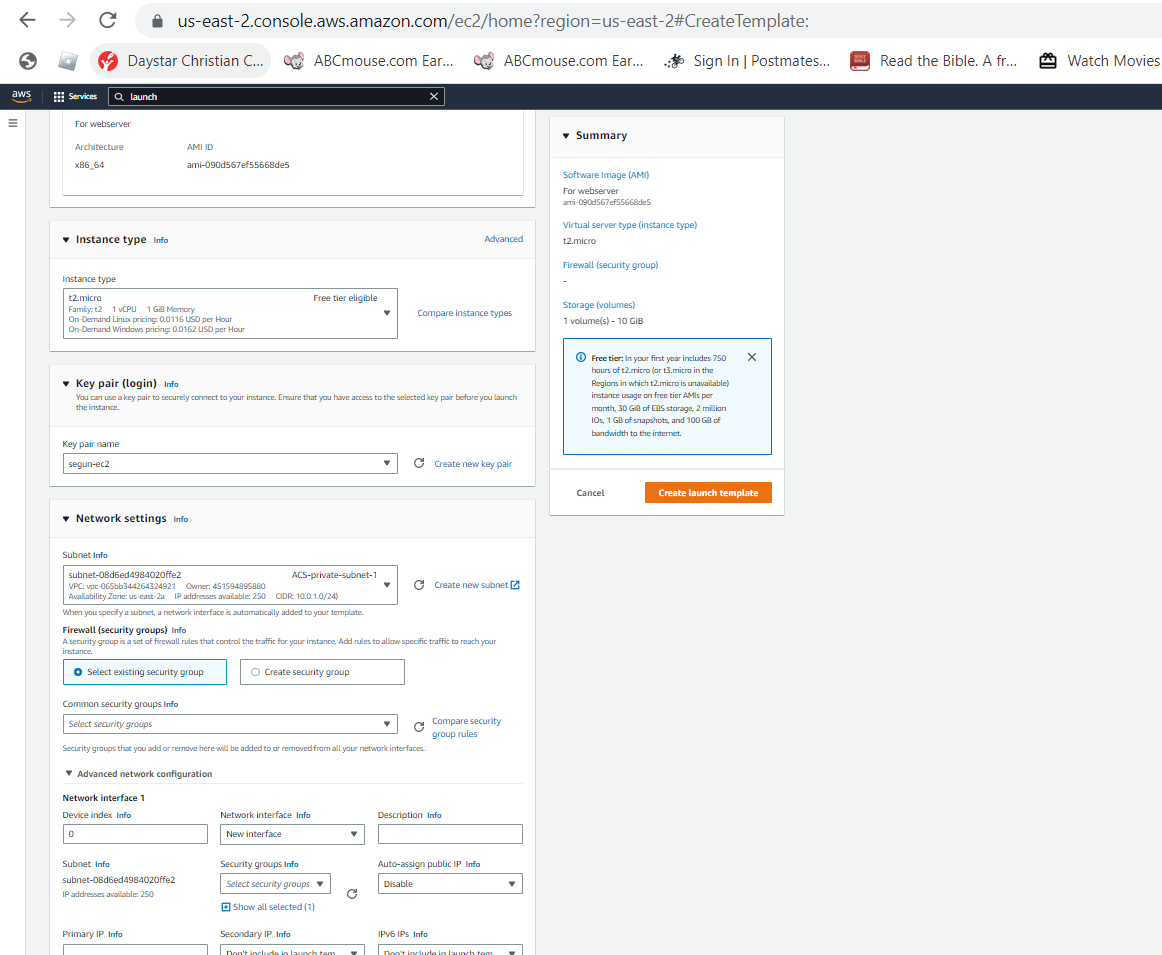 us-east-2.console.aws.amazon.com/ec2/home?region=us-east-2#CreateTemplate:
Daystar Christian C...
ABCmouse.com Ear...
ABCmouse.com Ear...
Sign In | Postmates...
Read the Bible. A fr...
Watch Movies
aws
Services
launch
For webserver
Architecture
AMI ID
x86_64
ami-090d567ef55668de5
Instance type Info
Advanced
Instance type
t2.micro
Free tier eligible
Family: t2 1 vCPU 1 GiB Memory
On-Demand Linux pricing: 0.0116 USD per Hour
On-Demand Windows pricing: 0.0162 USD per Hour
Compare instance types
Key pair (login) Info
You can use a key pair to securely connect to your instance. Ensure that you have access to the selected key pair before you launch
the instance.
Key pair name
segun-ec2
Create new key pair
Network settings Info
Subnet Info
subnet-08d6ed4984020ffe2
ACS-private-subnet-1
VPC: vpc-065bb344264324921 Owner: 451594895880
Availability Zone: us-east-2a IP addresses available: 250 CIDR: 10.0.1.0/24)
Create new subnet
When you specify a subnet, a network interface is automatically added to your template.
Firewall (security groups) Info
A security group is a set of firewall rules that control the traffic for your instance. Add rules to allow specific traffic to reach your
instance.
Select existing security group
Create security group
Common security groups Info
Select security groups
Compare security
group rules
Security groups that you add or remove here will be added to or removed from all your network interfaces.
Advanced network configuration
Network interface 1
Device index Info
Network interface Info
Description Info
0
New interface
Subnet Info
Security groups Info
Auto-assign public IP Info
subnet-08d6ed4984020ffe2
Select security groups
Disable
IP addresses available: 250
Show all selected (1)
Primary IP Info
Secondary IP Info
IPv6 IPs Info
Don't include in launch tem
Don't include in launch tem
Summary
Software Image (AMI)
For webserver
ami-090d567ef55668de5
Virtual server type (instance type)
t2.micro
Firewall (security group)
-
Storage (volumes)
1 volume(s) - 10 GiB
Free tier: In your first year includes 750
hours of t2.micro (or t3.micro in the
Regions in which t2.micro is unavailable)
instance usage on free tier AMIs per
month, 30 GiB of EBS storage, 2 million
IOs, 1 GB of snapshots, and 100 GB of
bandwidth to the internet.
Cancel
Create launch template